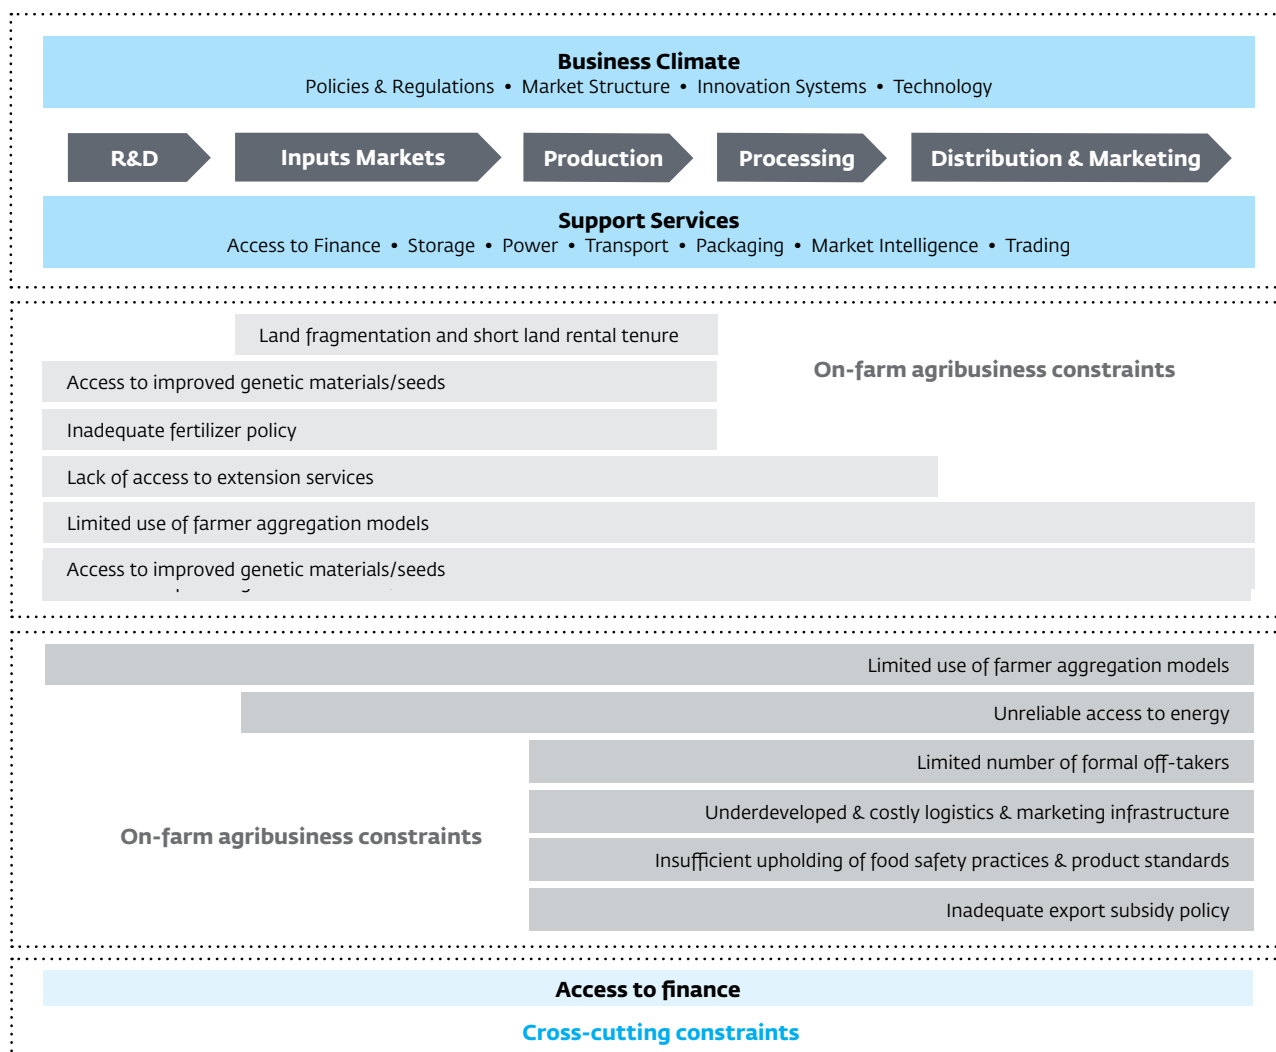 Business Climate
Policies & Regulations • Market Structure • Innovation Systems • Technology
R&D
Inputs Markets
Production
Processing
Distribution & Marketing
Support Services
Access to Finance • Storage • Power • Transport • Packaging • Market Intelligence • Trading
Land fragmentation and short land rental tenure
On-farm agribusiness constraints
Access to improved genetic materials/seeds
Inadequate fertilizer policy
Lack of access to extension services
Limited use of farmer aggregation models
Access to improved genetic materials/seeds
Limited use of farmer aggregation models
Unreliable access to energy
Limited number of formal off-takers
Underdeveloped & costly logistics & marketing infrastructure
On-farm agribusiness constraints
Insufficient upholding of food safety practices & product standards
Inadequate export subsidy policy
Access to finance
Cross-cutting constraints